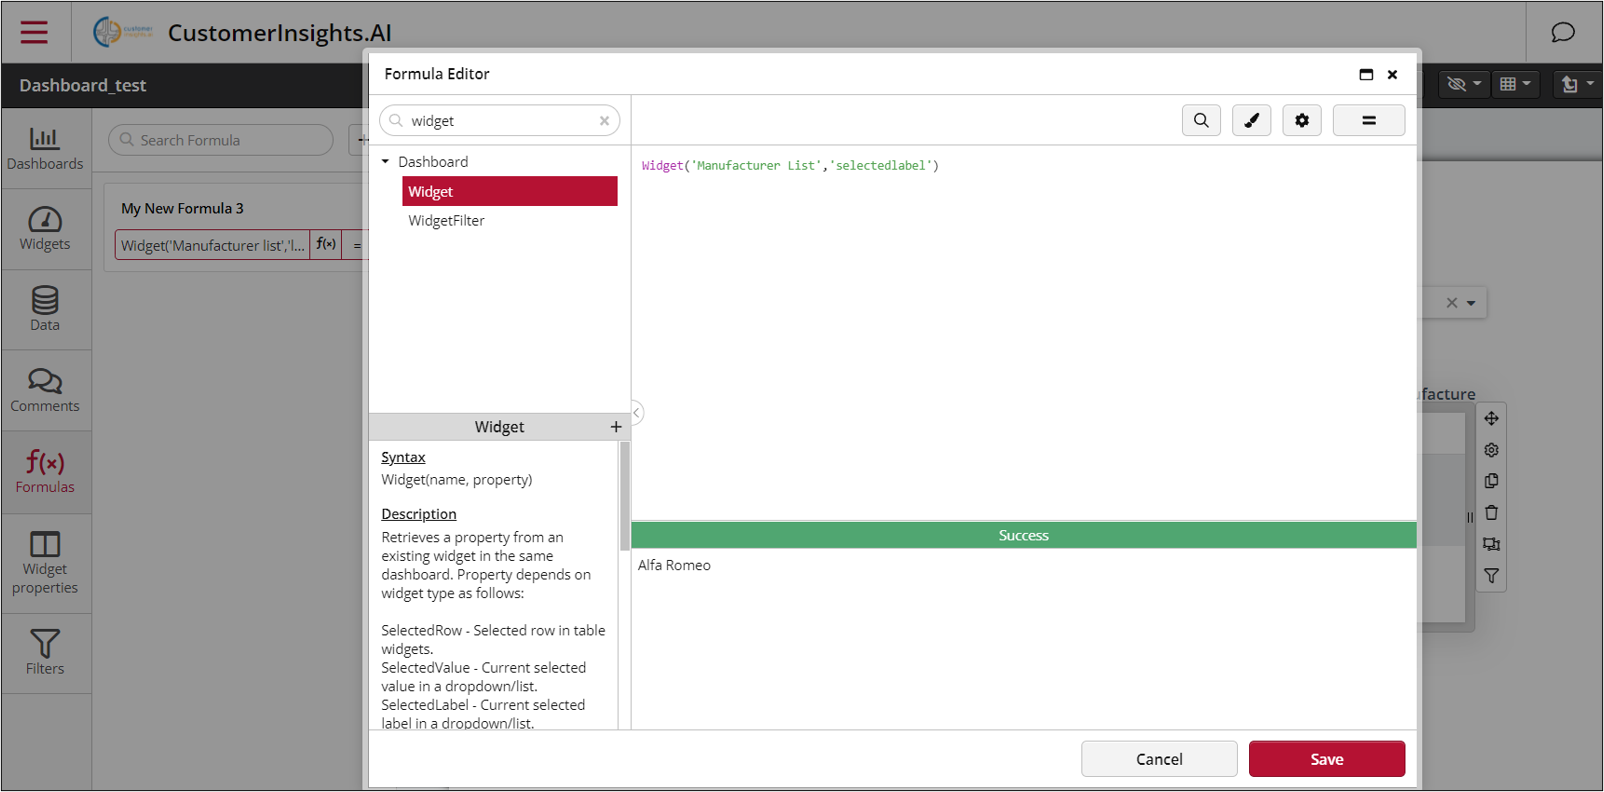 customer
insights.ai
CustomerInsights.AI
Dashboard_test
Dashboards
Widgets
Data
Comments
f(x)
Formulas
Widget
properties
Filters
Search Formula
My New Formula 3
Widget('Manufacturer list','l...
f(x)
=
Formula Editor
widget
Dashboard
Widget
WidgetFilter
Widget
Syntax
Widget(name, property)
Description
Retrieves a property from an
existing widget in the same
dashboard. Property depends on
widget type as follows:
SelectedRow - Selected row in table
widgets.
SelectedValue - Current selected
value in a dropdown/list.
SelectedLabel - Current selected
label in a dropdown/list.
Widget('Manufacturer List','selectedlabel')
Success
Alfa Romeo
Cancel
Save
ufacture